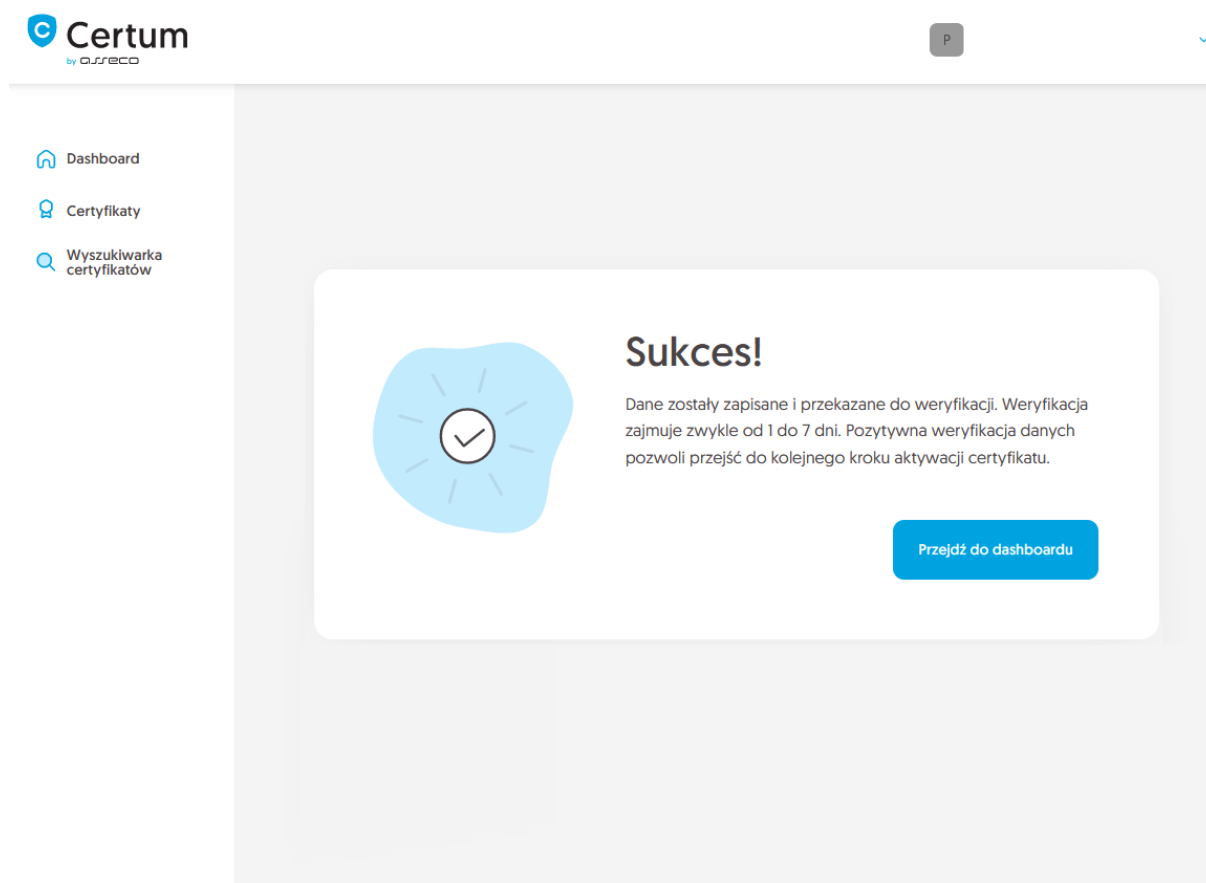 Certum
by asseco
P
Dashboard
Certyfikaty
Wyszukiwarka
certyfikatów
Sukces!
Dane zostały zapisane i przekazane do weryfikacji. Weryfikacja
zajmuje zwykle od 1 do 7 dni. Pozytywna weryfikacja danych
pozwoli przejść do kolejnego kroku aktywacji certyfikatu.
Przejdź do dashboardu